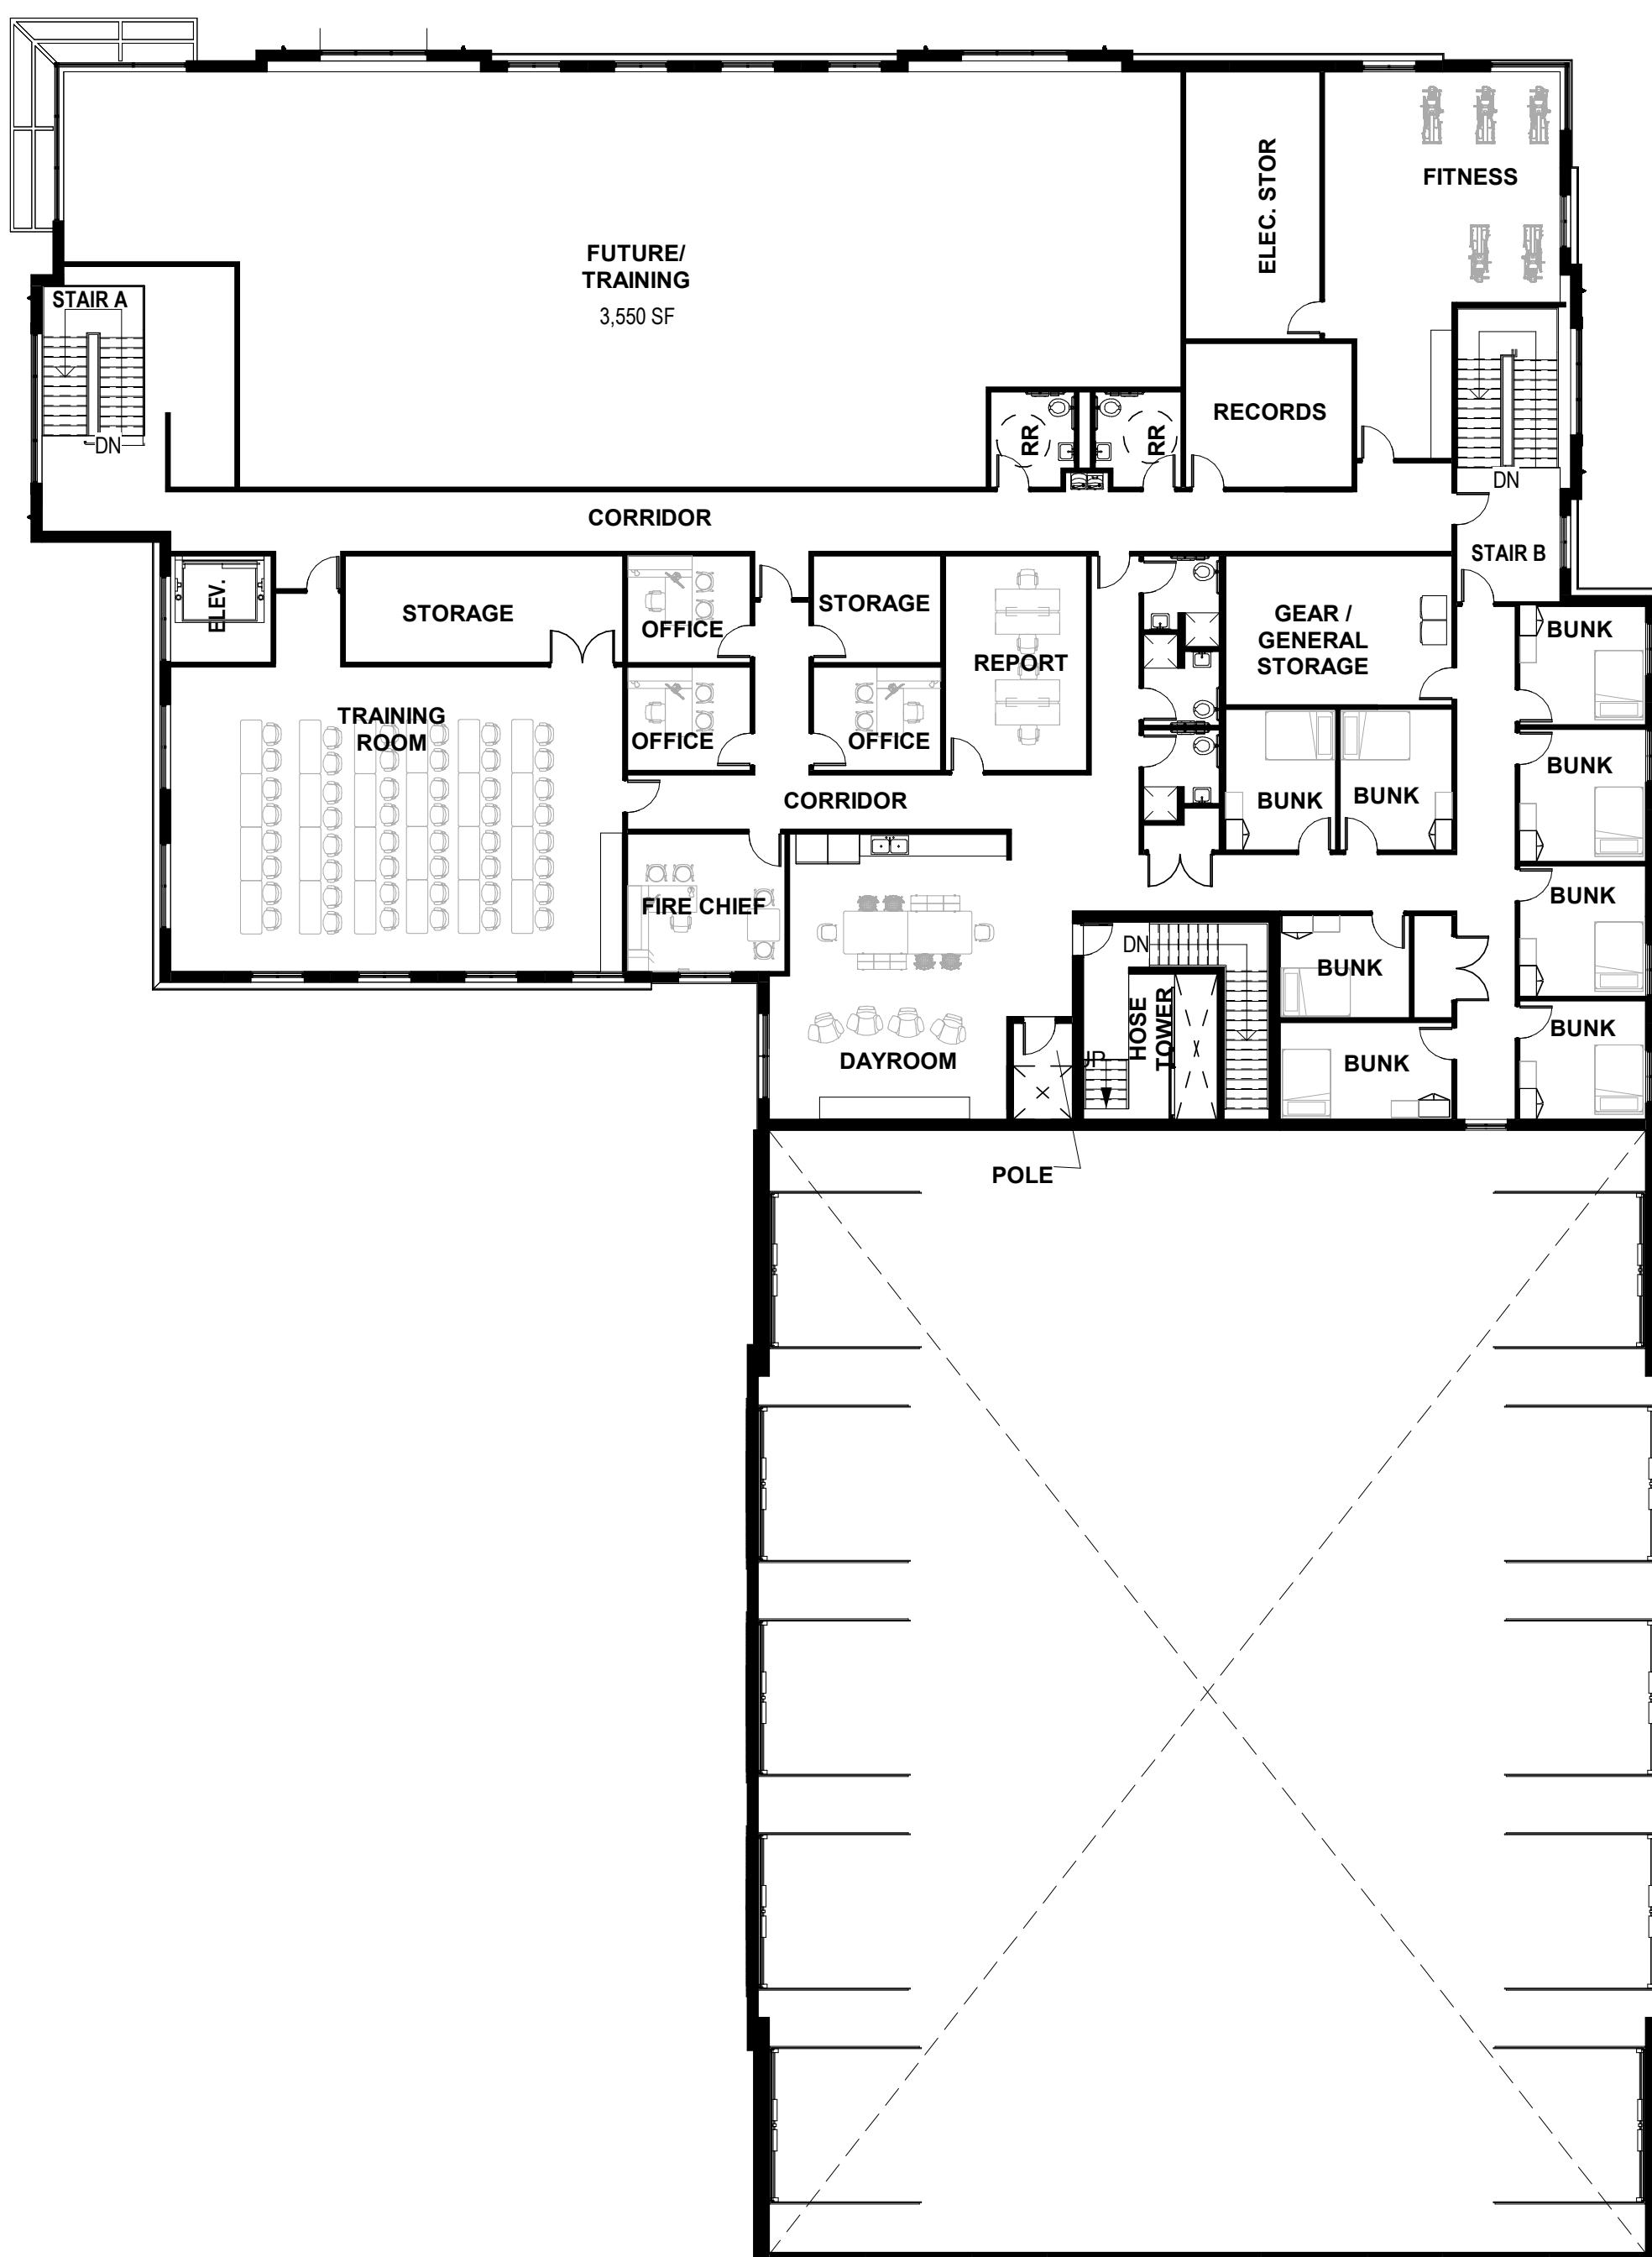 FITNESS
ELEC. STOR
FUTURE/
TRAINING
3,550 SF
STAIR A
DN
RECORDS
RR
RR
DN
CORRIDOR
STAIR B
ELEV.
STORAGE
OFFICE
STORAGE
REPORT
GEAR /
GENERAL
STORAGE
BUNK
TRAINING
ROOM
OFFICE
OFFICE
BUNK
CORRIDOR
BUNK
BUNK
FIRE CHIEF
BUNK
DN
BUNK
HOSE
TOWER
BUNK
DAYROOM
UP
BUNK
POLE